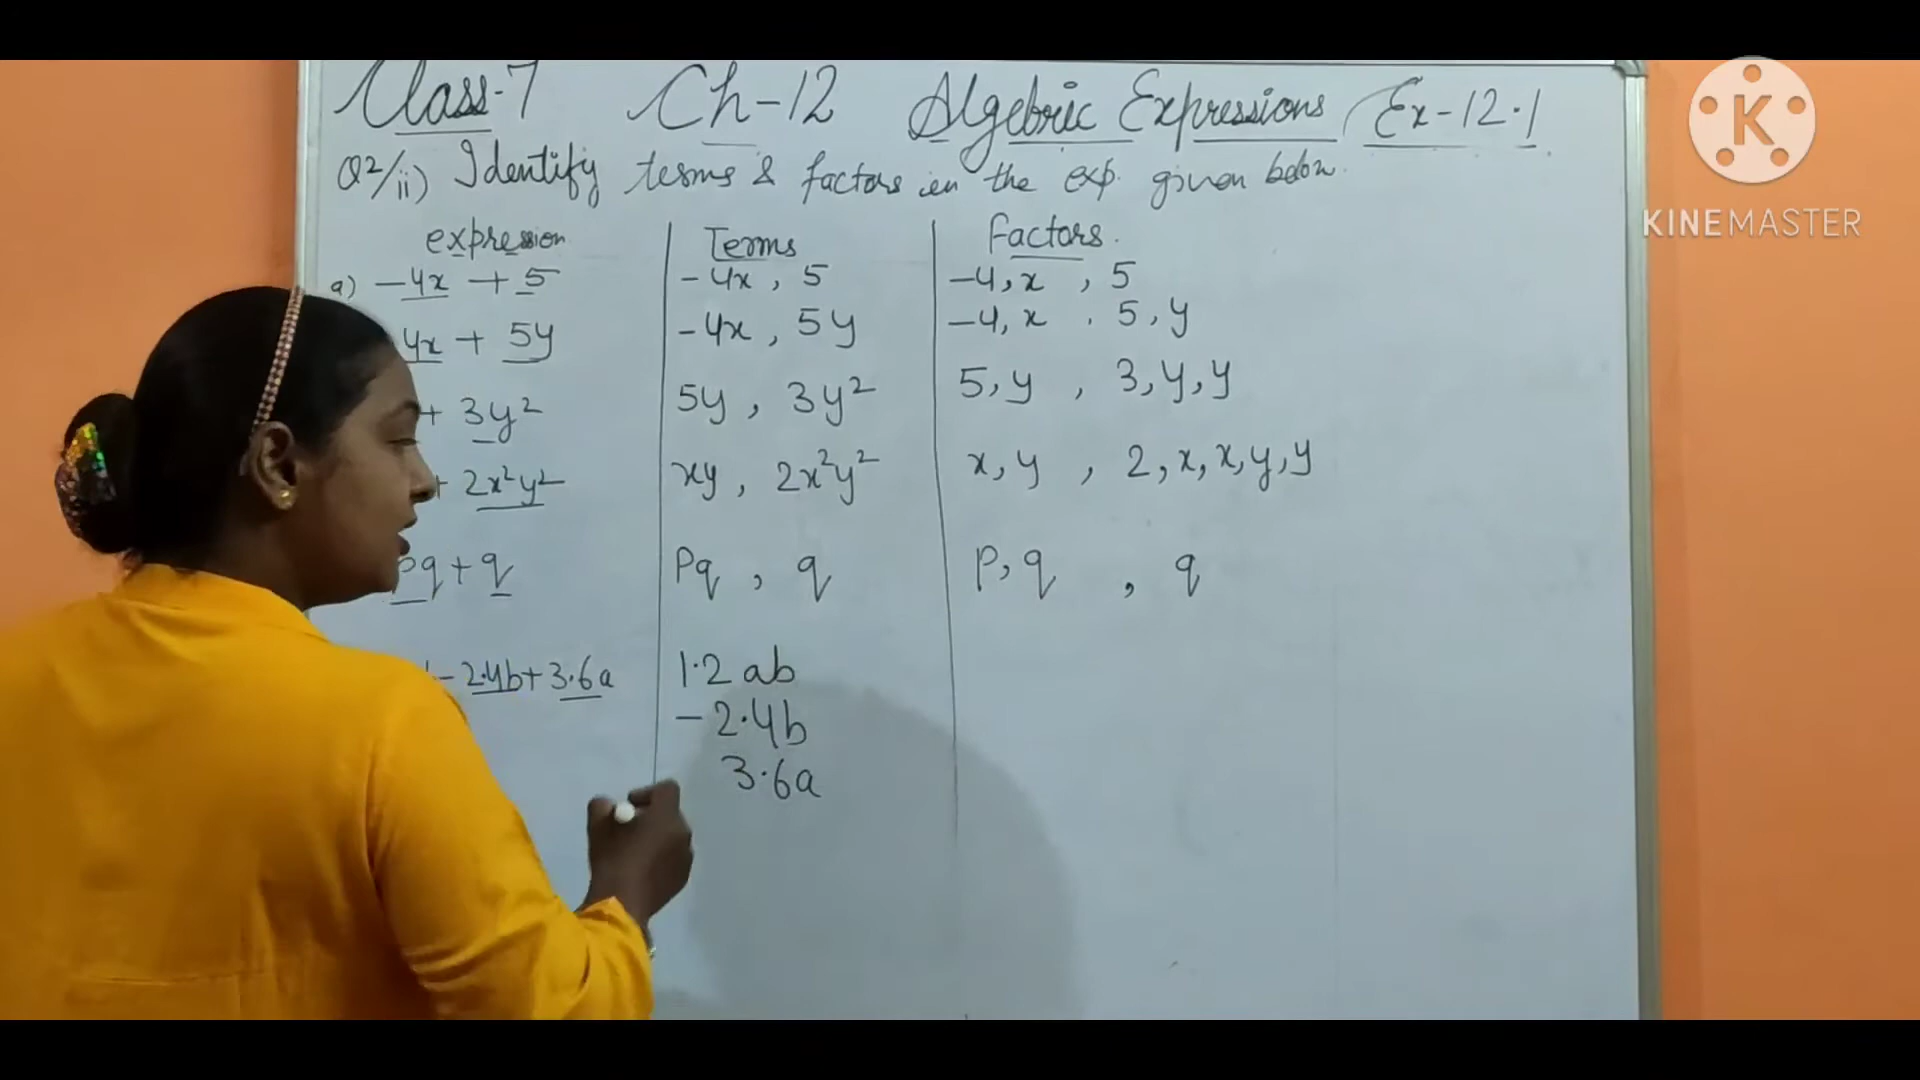 Class-7 Ch-12 Algebric Expressions Ex-12.1
Q2/ii) Identify terms & factors in the exp. given below.
expression Terms Factors.
a) -4x + 5 -4x, 5 -4, x, 5
4x + 5y -4x, 5y -4, x, 5, y
+ 3y² 5y, 3y² 5, y, 3, y, y
+ 2x²y² xy, 2x²y² x, y, 2, x, x, y, y
pq + q pq, q p, q, q
- 2.4b + 3.6a 1.2 ab
- 2.4b
3.6a
K
KINEMASTER